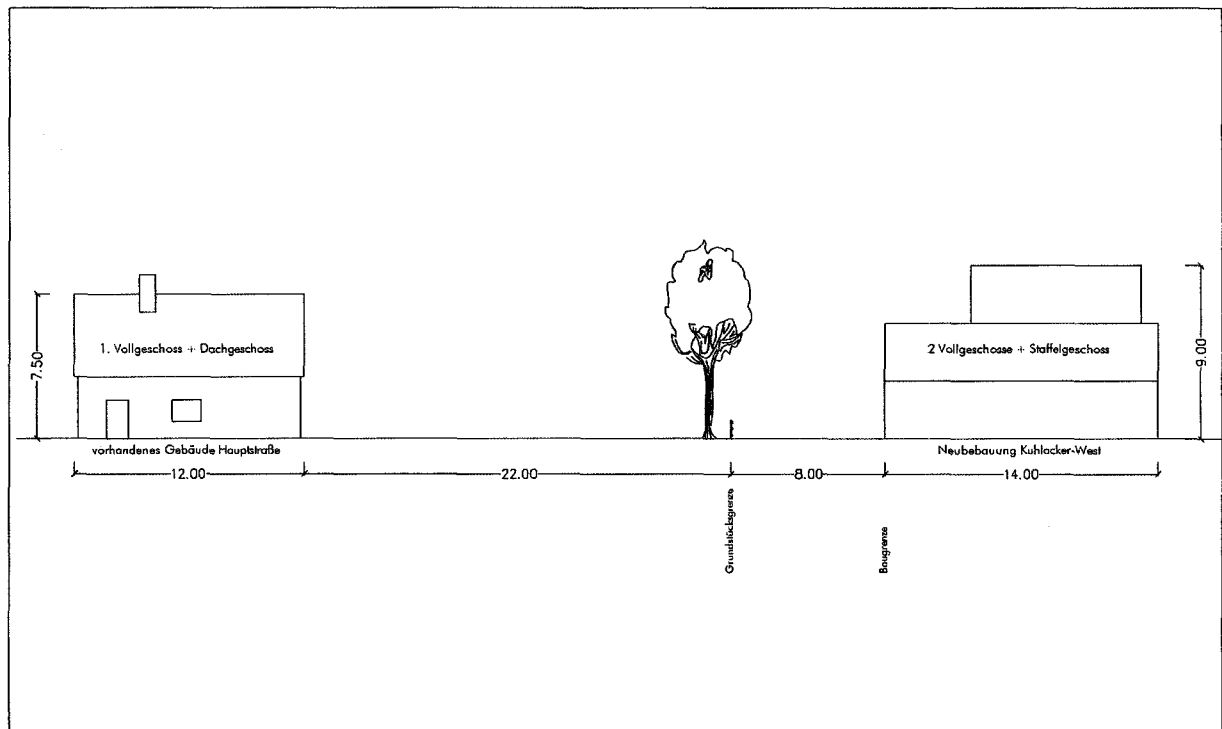 7.50
1. Vollgeschoss + Dachgeschoss
2 Vollgeschosse + Staffelgeschoss
9.00
vorhandenes Gebäude Hauptstraße
Neubebauung Kuhlacker-West
12.00
22.00
8.00
14.00
Grundstücksgrenze
Baugrenze